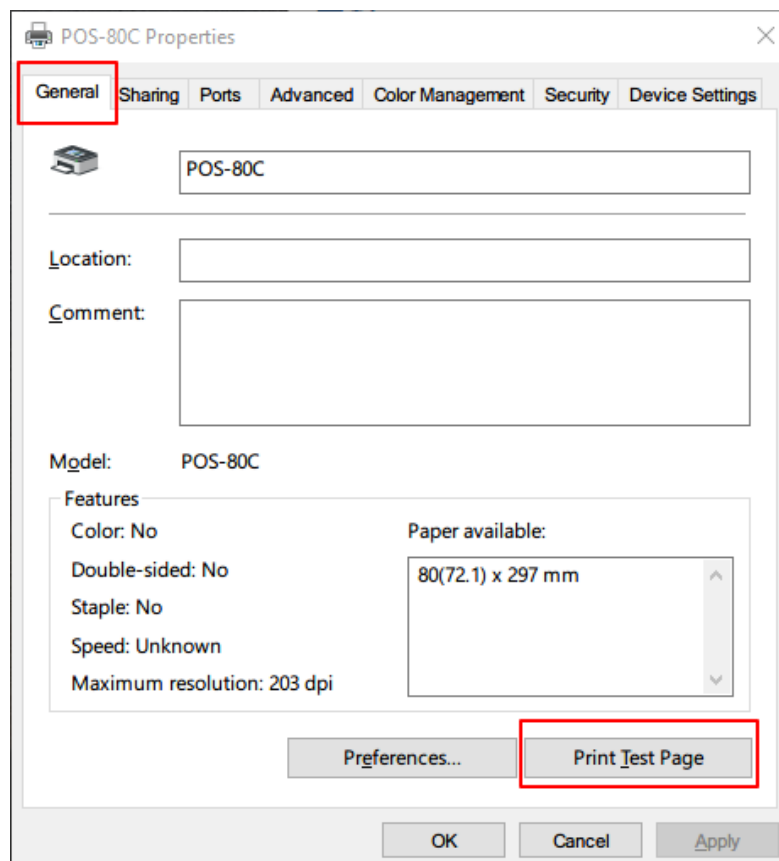 POS-80C Properties
General Sharing Ports Advanced Color Management Security Device Settings
POS-80C
Location:
Comment:
Model: POS-80C
Features
Color: No
Double-sided: No
Staple: No
Speed: Unknown
Maximum resolution: 203 dpi
Paper available:
80(72.1) x 297 mm
Preferences... Print Test Page
OK Cancel Apply